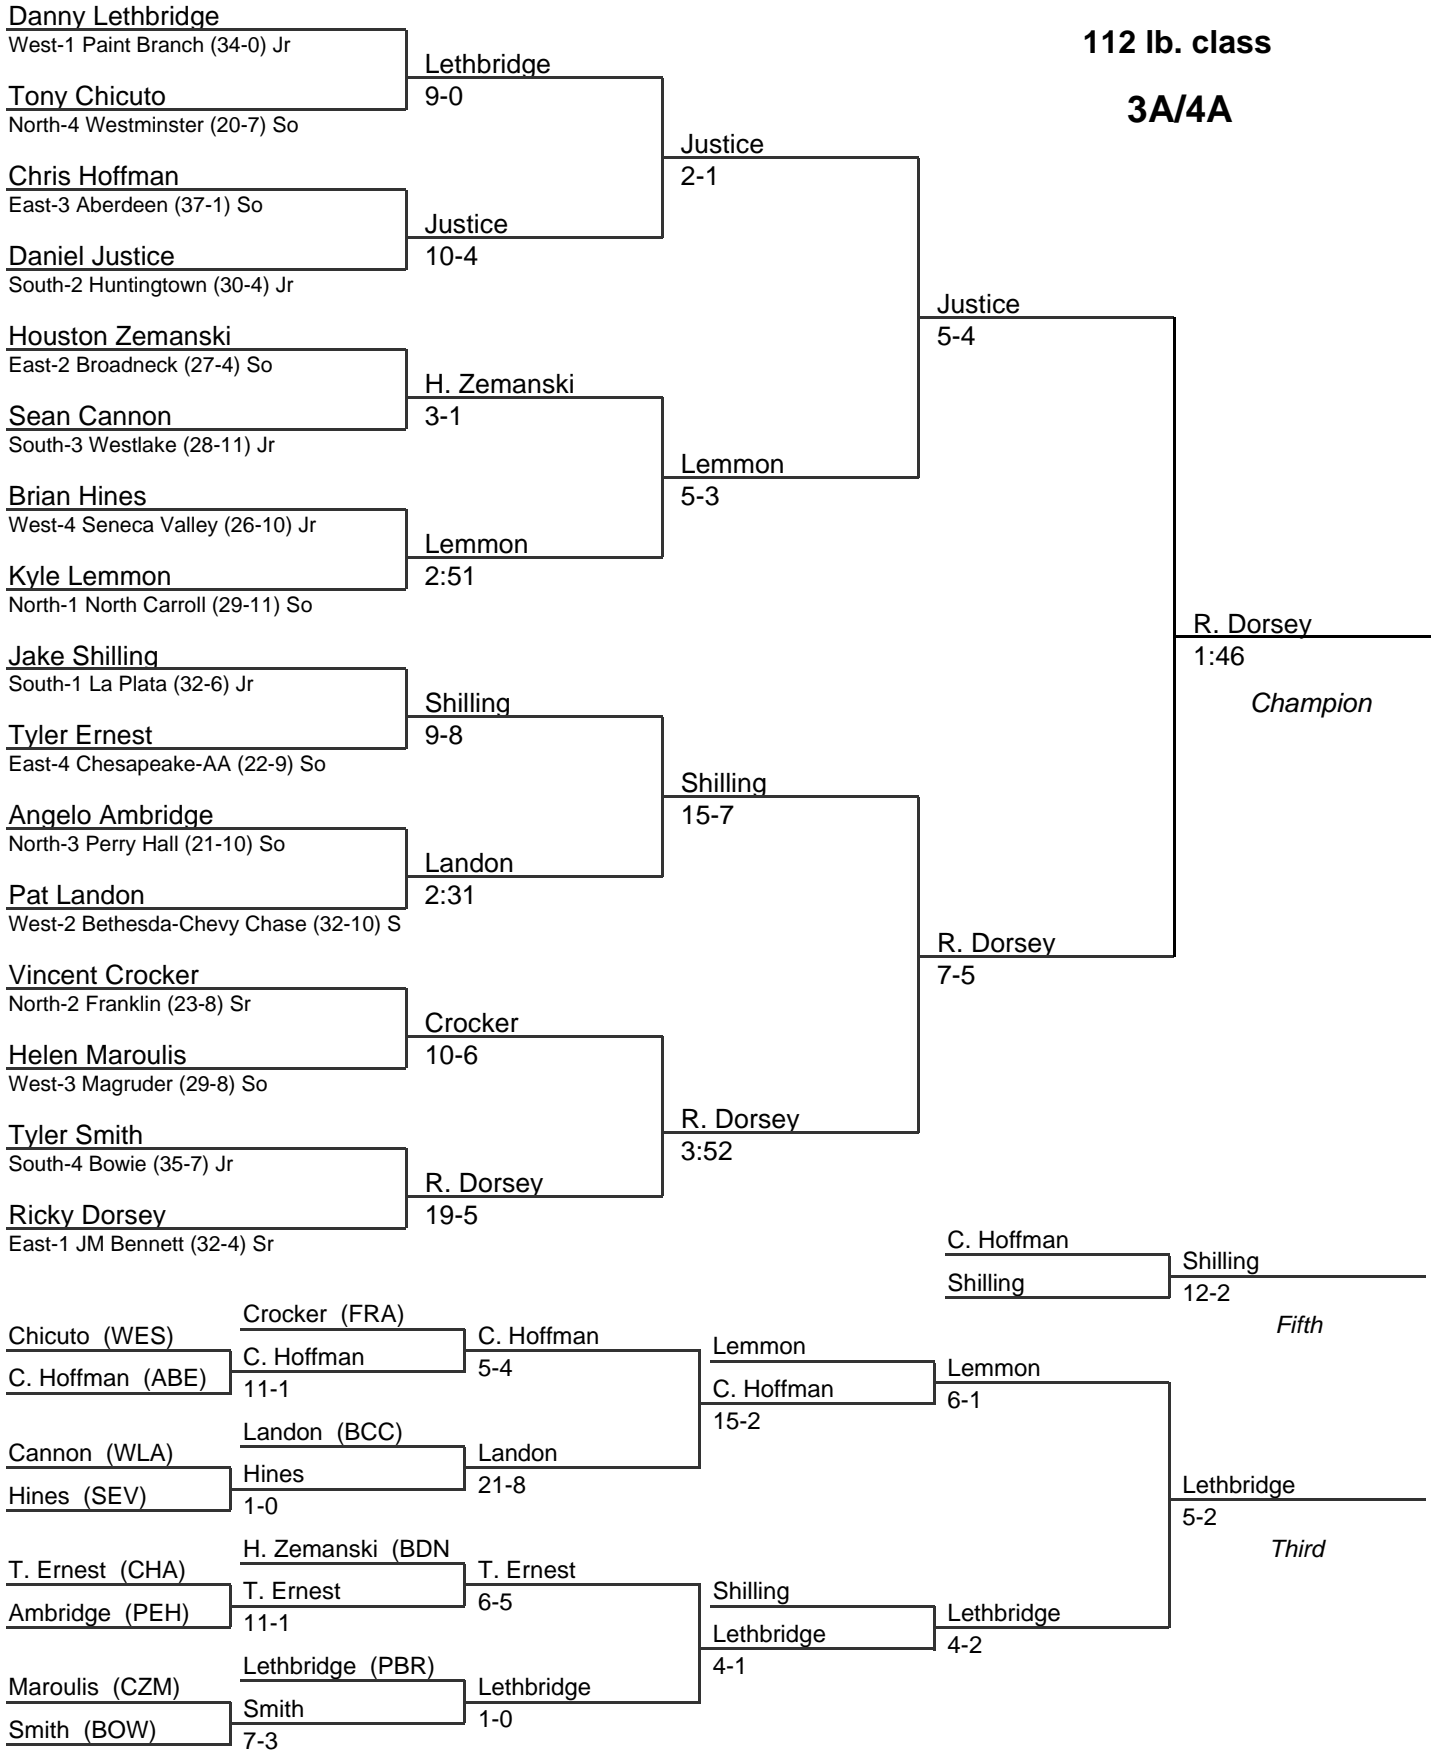 112 lb. class
3A/4A
Danny Lethbridge
West-1 Paint Branch (34-0) Jr
Tony Chicuto
North-4 Westminster (20-7) So
Chris Hoffman
East-3 Aberdeen (37-1) So
Daniel Justice
South-2 Huntingtown (30-4) Jr
Houston Zemanski
East-2 Broadneck (27-4) So
Sean Cannon
South-3 Westlake (28-11) Jr
Brian Hines
West-4 Seneca Valley (26-10) Jr
Kyle Lemmon
North-1 North Carroll (29-11) So
Jake Shilling
South-1 La Plata (32-6) Jr
Tyler Ernest
East-4 Chesapeake-AA (22-9) So
Angelo Ambridge
North-3 Perry Hall (21-10) So
Pat Landon
West-2 Bethesda-Chevy Chase (32-10) S
Vincent Crocker
North-2 Franklin (23-8) Sr
Helen Maroulis
West-3 Magruder (29-8) So
Tyler Smith
South-4 Bowie (35-7) Jr
Ricky Dorsey
East-1 JM Bennett (32-4) Sr
Lethbridge
9-0
Justice
10-4
H. Zemanski
3-1
Lemmon
2:51
Shilling
9-8
Landon
2:31
Crocker
10-6
R. Dorsey
19-5
Justice
2-1
Lemmon
5-3
Shilling
15-7
R. Dorsey
3:52
Justice
5-4
R. Dorsey
7-5
R. Dorsey
1:46
Champion
C. Hoffman
Shilling
Shilling
12-2
Fifth
Chicuto (WES)
C. Hoffman (ABE)
Cannon (WLA)
Hines (SEV)
T. Ernest (CHA)
Ambridge (PEH)
Maroulis (CZM)
Smith (BOW)
Crocker (FRA)
C. Hoffman
11-1
Landon (BCC)
Hines
1-0
H. Zemanski (BDN
T. Ernest
11-1
Lethbridge (PBR)
Smith
7-3
C. Hoffman
5-4
Landon
21-8
T. Ernest
6-5
Lethbridge
1-0
Lemmon
C. Hoffman
15-2
Shilling
Lethbridge
4-1
Lemmon
6-1
Lethbridge
4-2
Lethbridge
5-2
Third